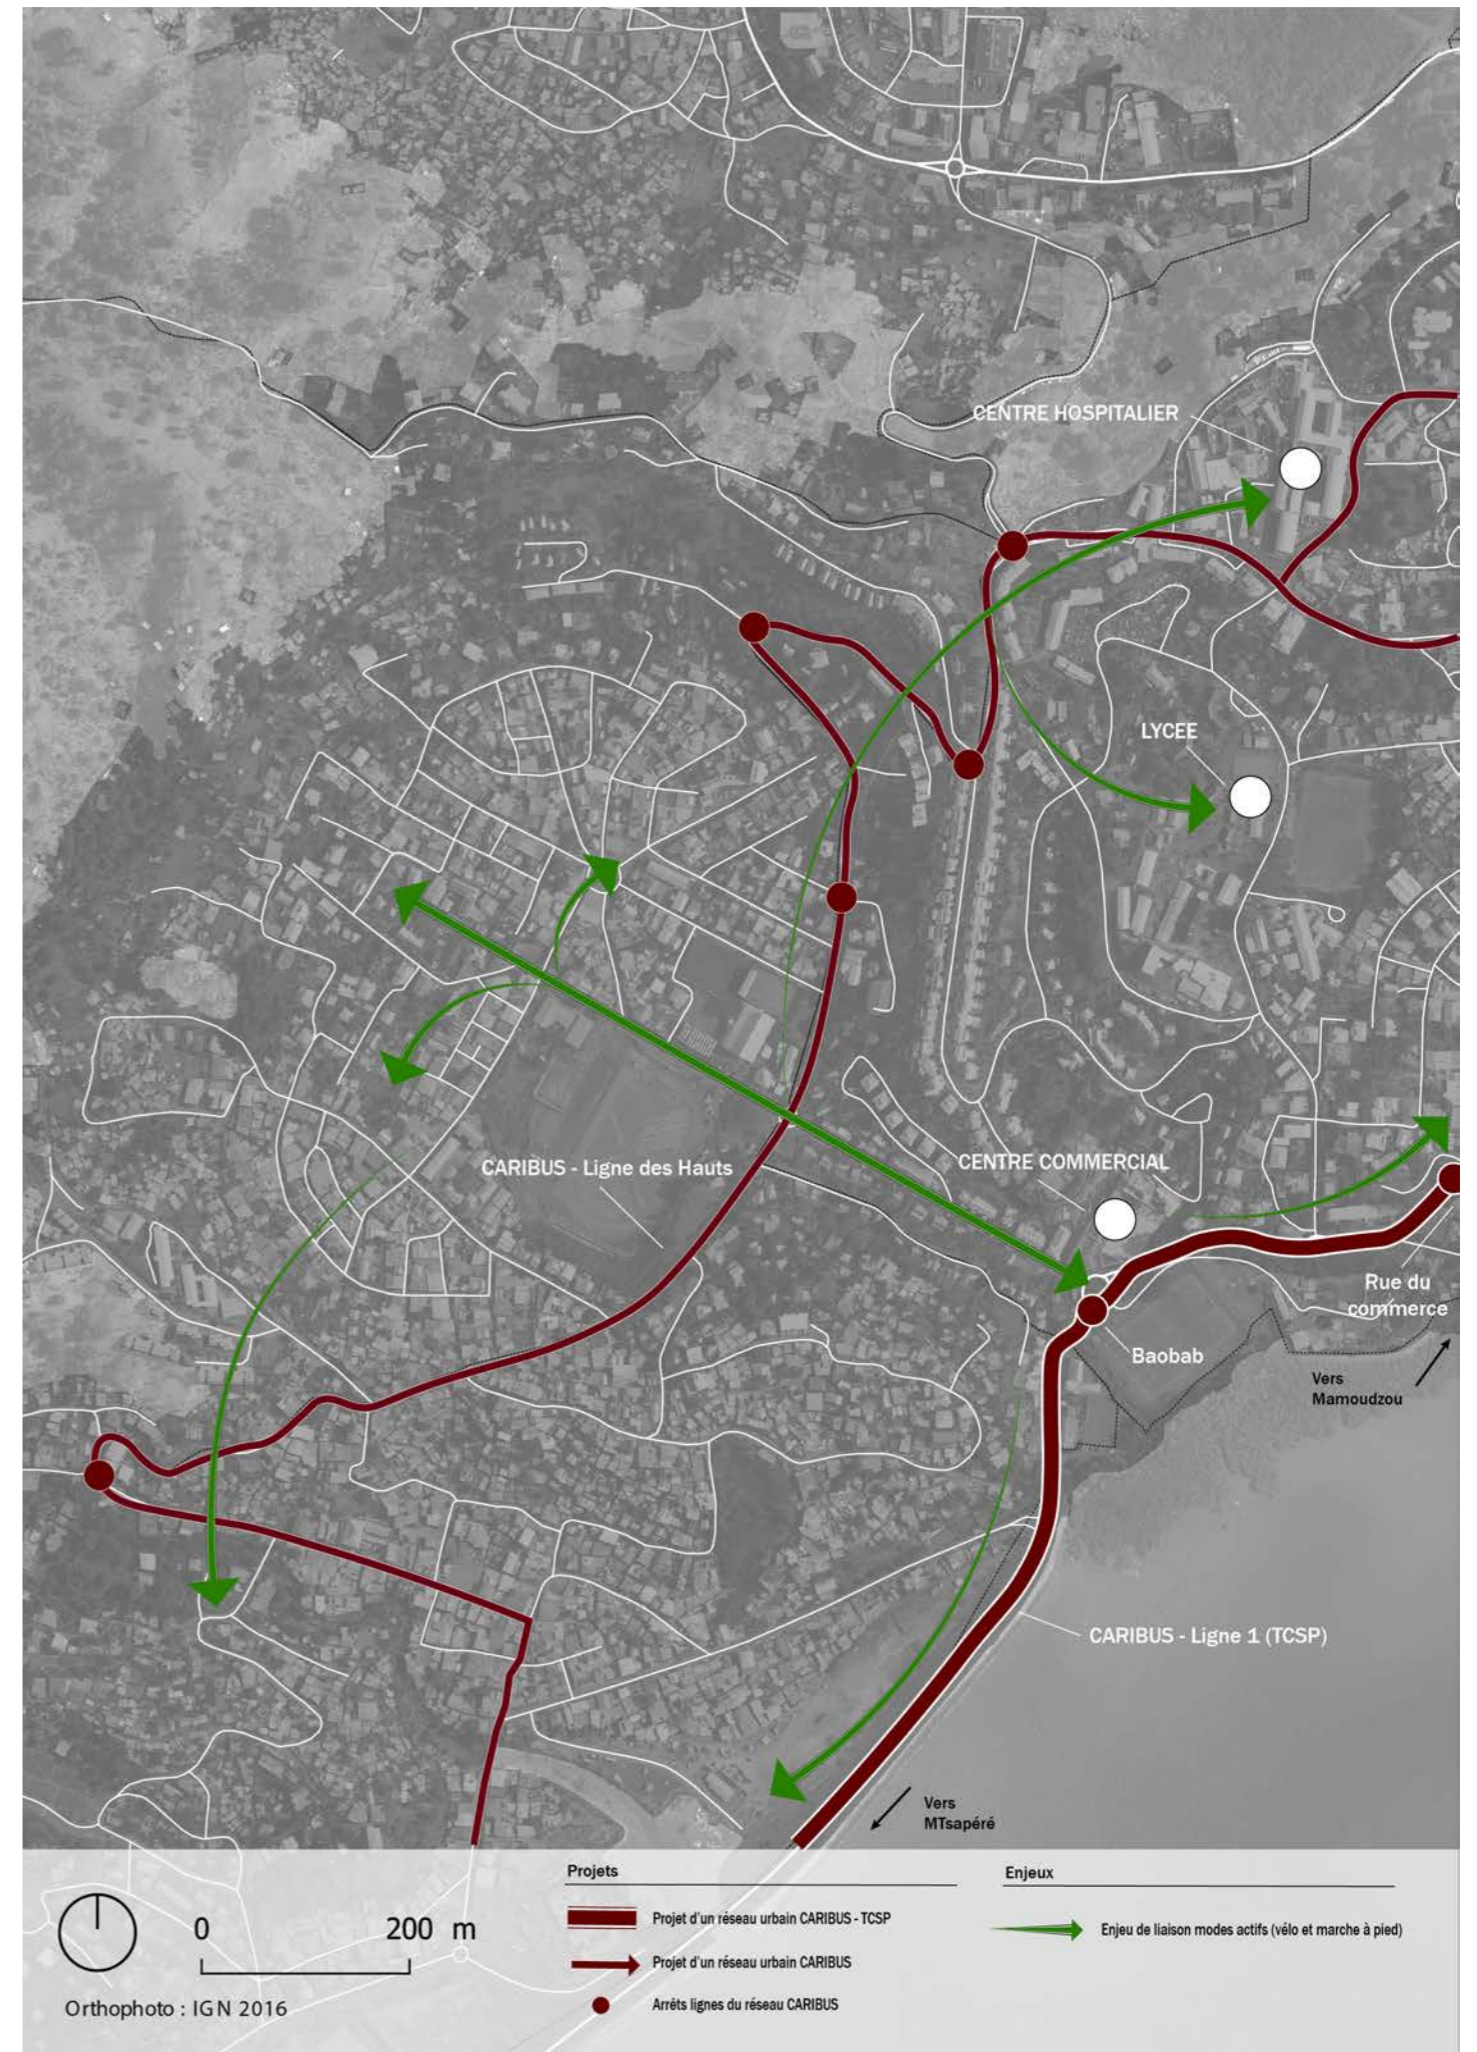 CENTRE HOSPITALIER
LYCEE
CARIBUS - Ligne des Hauts
CENTRE COMMERCIAL
Rue du
commerce
Baobab
Vers
Mamoudzou
CARIBUS - Ligne 1 (TCSP)
Vers
MTsapéré
Projets
Enjeux
0 200 m
Projet d'un réseau urbain CARIBUS - TCSP
Enjeu de liaison modes actifs (vélo et marche à pied)
Projet d'un réseau urbain CARIBUS
Arrêts lignes du réseau CARIBUS
Orthophoto : IGN 2016